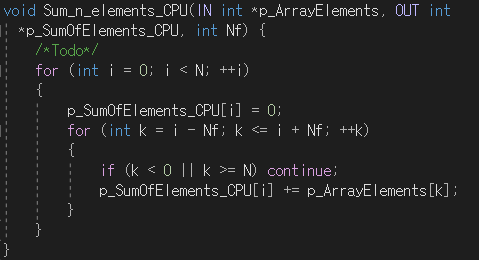 void Sum_n_elements_CPU(IN int *p_ArrayElements, OUT int
*p_SumOfElements_CPU, int Nf) {
/*Todo*/
for (int i = 0; i < N; ++i)
{
p_SumOfElements_CPU[i] = 0;
for (int k = i - Nf; k <= i + Nf; ++k)
{
if (k < 0 || k >= N) continue;
p_SumOfElements_CPU[i] += p_ArrayElements[k];
}
}
}